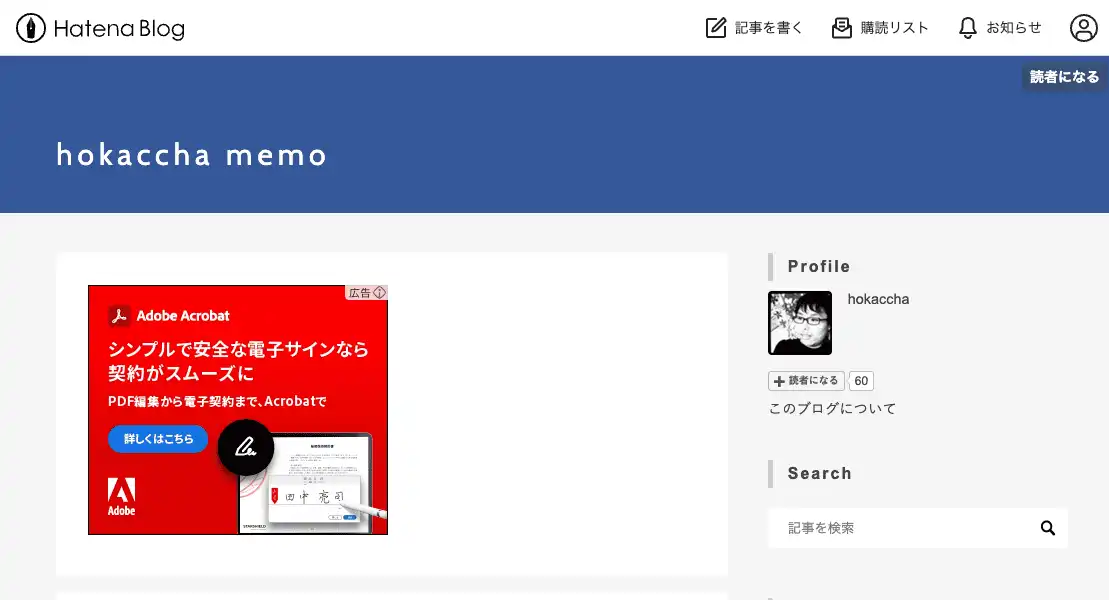 Hatena Blog
記事を書く
購読リスト
お知らせ
読者になる
hokaccha memo
広告
Adobe Acrobat
シンプルで安全な電子サインなら
契約がスムーズに
PDF編集から電子契約まで、Acrobatで
詳しくはこちら
田中 亮司
Adobe
Profile
hokaccha
読者になる
60
このブログについて
Search
記事を検索